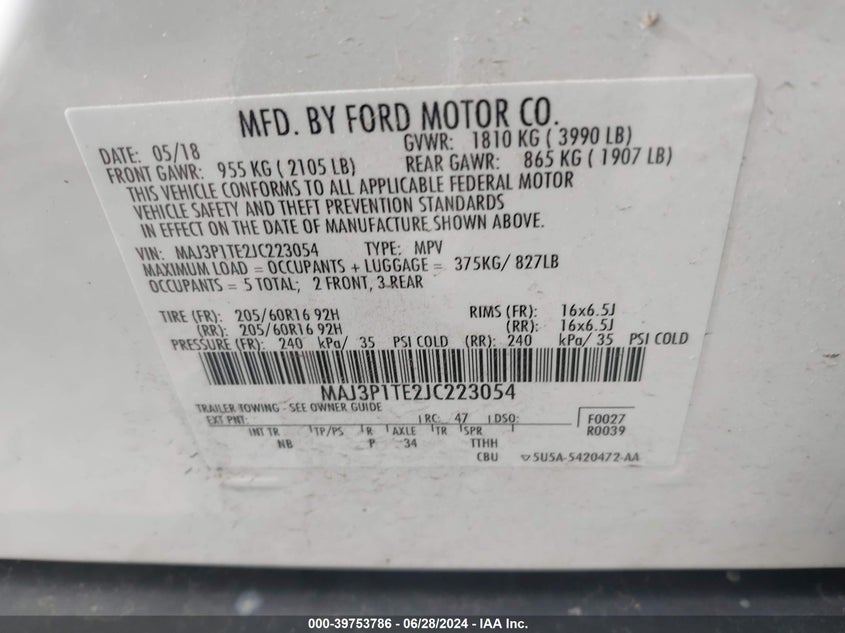 MFD. BY FORD MOTOR CO.
DATE: 05/18 GVWR: 1810 KG ( 3990 LB)
FRONT GAWR: 955 KG ( 2105 LB) REAR GAWR: 865 KG ( 1907 LB)
THIS VEHICLE CONFORMS TO ALL APPLICABLE FEDERAL MOTOR
VEHICLE SAFETY AND THEFT PREVENTION STANDARDS
IN EFFECT ON THE DATE OF MANUFACTURE SHOWN ABOVE.
VIN: MAJ3P1TE2JC223054 TYPE: MPV
MAXIMUM LOAD = OCCUPANTS + LUGGAGE = 375KG/ 827LB
OCCUPANTS = 5 TOTAL; 2 FRONT, 3 REAR
TIRE (FR): 205/60R16 92H RIMS (FR): 16x6.5J
(RR): 205/60R16 92H (RR): 16x6.5J
PRESSURE (FR): 240 kPa/ 35 PSI COLD (RR): 240 kPa/ 35 PSI COLD
MAJ3P1TE2JC223054
TRAILER TOWING - SEE OWNER GUIDE
EXT PNT: RC: 47 DSO: F0027
INT TR TP/PS R AXLE TR SPR R0039
NB P 34 TTHH
CBU 5U5A-5420472-AA
000-39753786 / 06/28/2024 - IAA Inc.